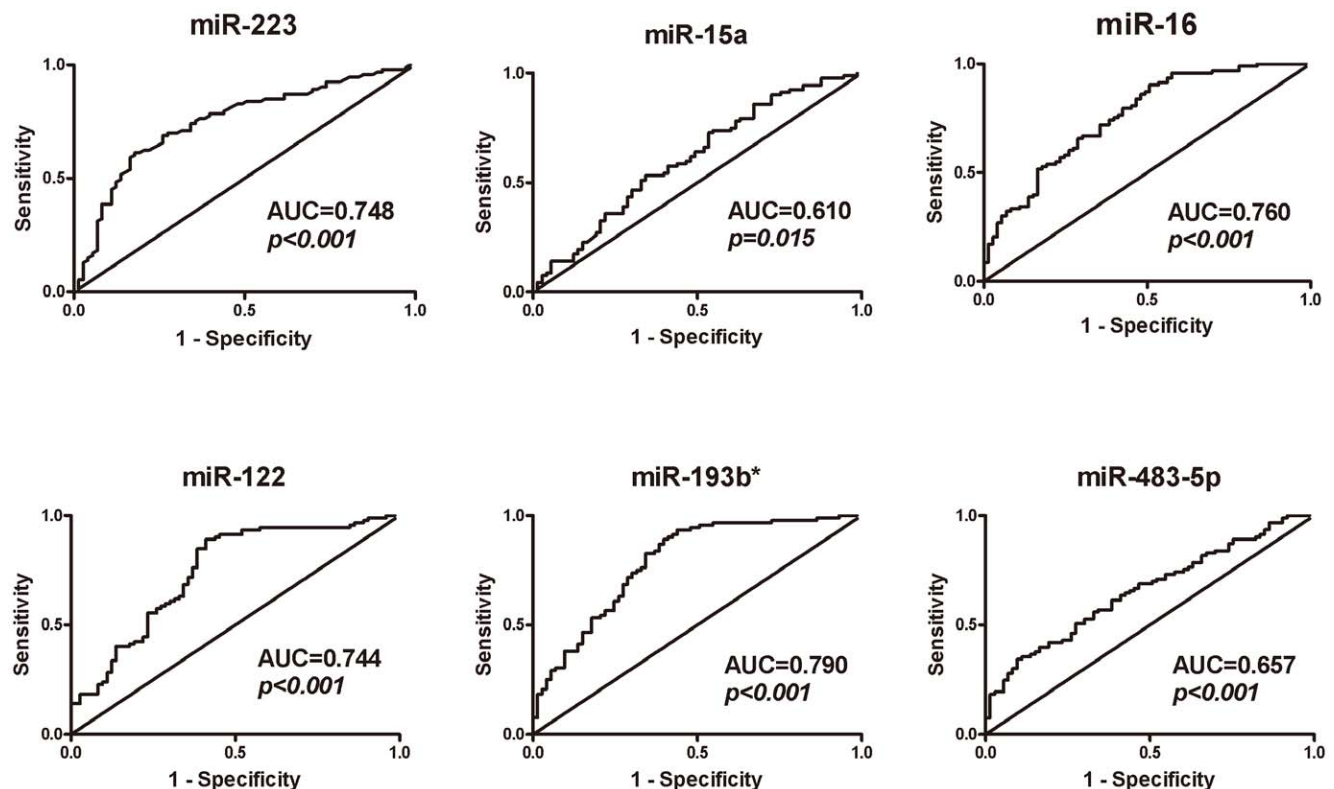 miR-223
1.0
0.5
0.0
Sensitivity
AUC=0.748
p<0.001
0.0 0.5 1.0
1 - Specificity
miR-15a
1.0
0.5
0.0
Sensitivity
AUC=0.610
p=0.015
0.0 0.5 1.0
1 - Specificity
miR-16
1.0
0.5
0.0
Sensitivity
AUC=0.760
p<0.001
0.0 0.5 1.0
1 - Specificity
miR-122
1.0
0.5
0.0
Sensitivity
AUC=0.744
p<0.001
0.0 0.5 1.0
1 - Specificity
miR-193b*
1.0
0.5
0.0
Sensitivity
AUC=0.790
p<0.001
0.0 0.5 1.0
1 - Specificity
miR-483-5p
1.0
0.5
0.0
Sensitivity
AUC=0.657
p<0.001
0.0 0.5 1.0
1 - Specificity